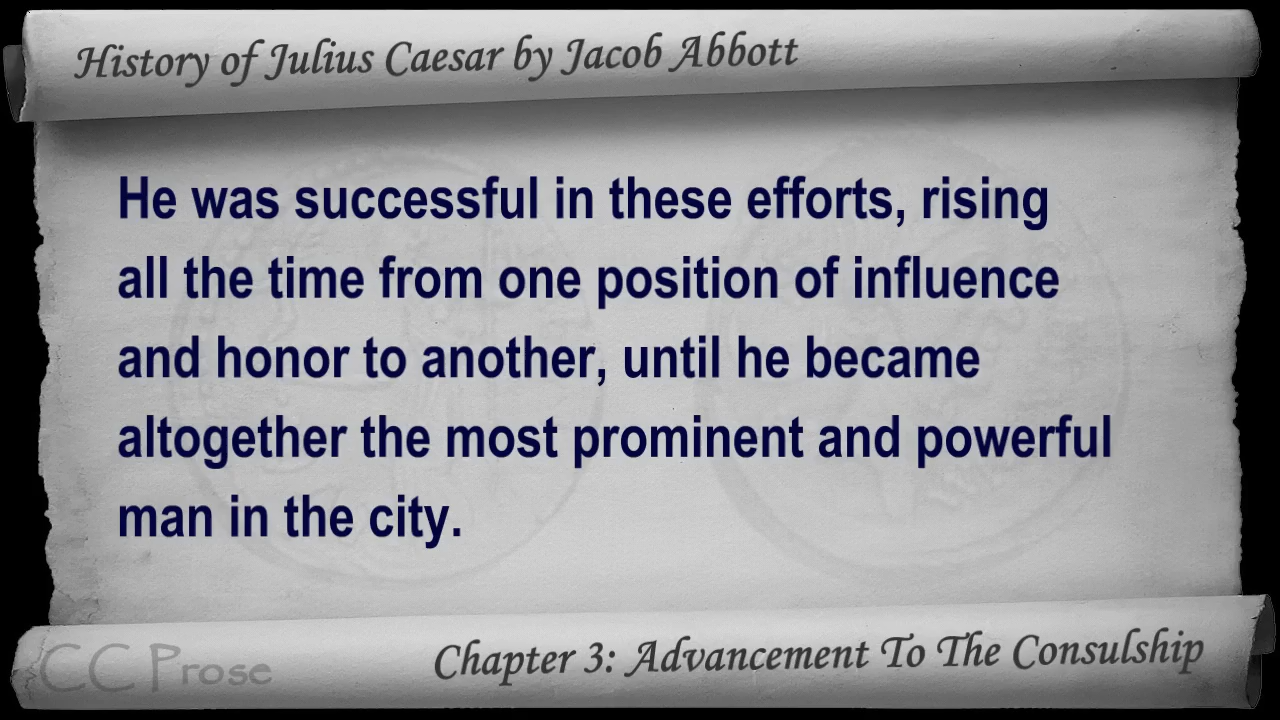 History of Julius Caesar by Jacob Abbott
He was successful in these efforts, rising
all the time from one position of influence
and honor to another, until he became
altogether the most prominent and powerful
man in the city.
CC Prose
Chapter 3: Advancement To The Consulship